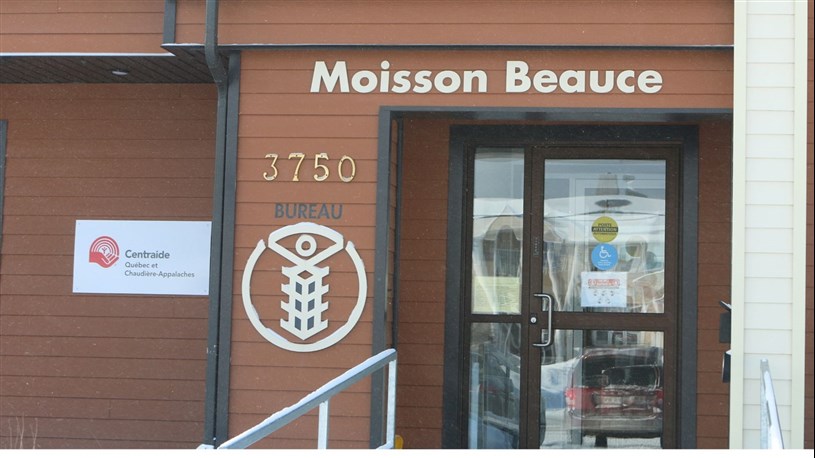 Moisson Beauce
3750
BUREAU
Centraide
Québec et
Chaudière-Appalaches